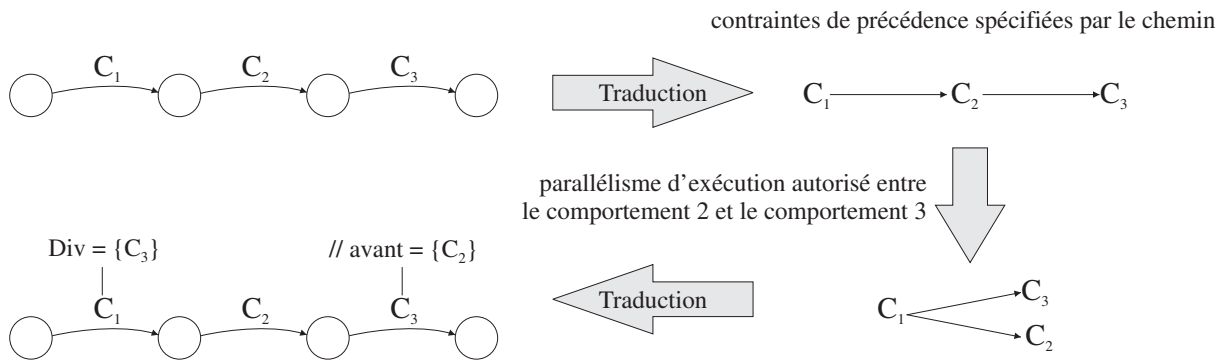 contraintes de précédence spécifiées par le chemin
C₁ C₂ C₃
Traduction
C₁ C₂ C₃
parallélisme d’exécution autorisé entre
le comportement 2 et le comportement 3
Div = {C₃} // avant = {C₂}
C₁ C₂ C₃
Traduction
C₁ C₃
C₂